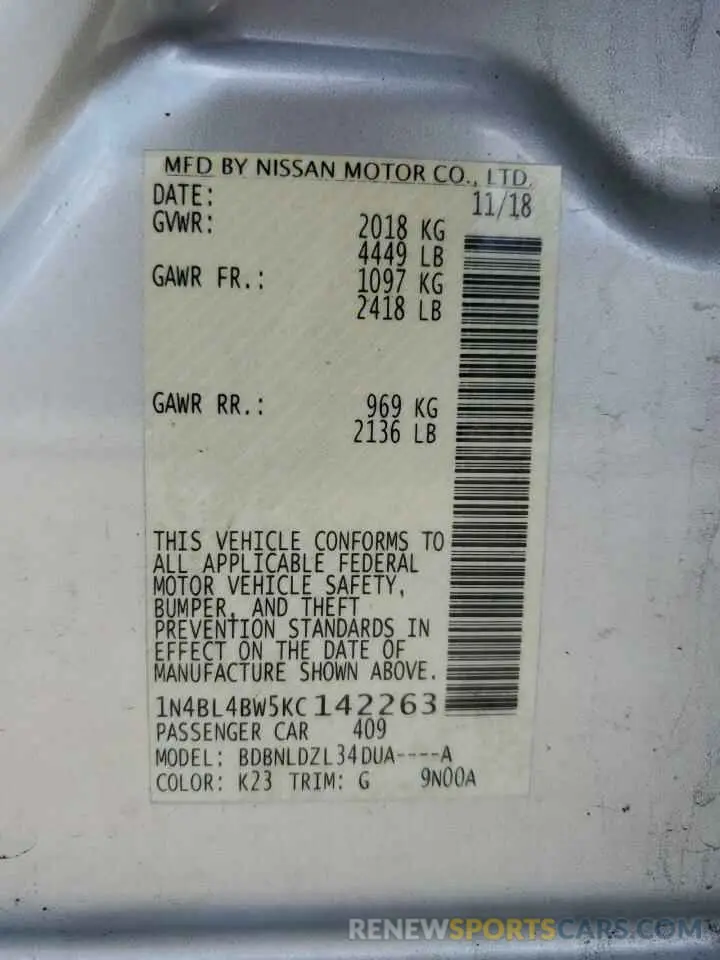 MFD BY NISSAN MOTOR CO., LTD.
DATE: 11/18
GVWR: 2018 KG
4449 LB
GAWR FR.: 1097 KG
2418 LB
GAWR RR.: 969 KG
2136 LB
THIS VEHICLE CONFORMS TO
ALL APPLICABLE FEDERAL
MOTOR VEHICLE SAFETY,
BUMPER, AND THEFT
PREVENTION STANDARDS IN
EFFECT ON THE DATE OF
MANUFACTURE SHOWN ABOVE.
1N4BL4BW5KC142263
PASSENGER CAR 409
MODEL: BDBNLDZL34DUA----A
COLOR: K23 TRIM: G 9N00A
RENEWSPORTSCARS.COM